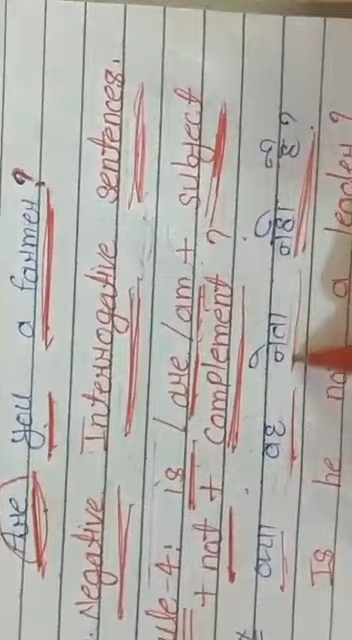 Are you a farmer?
Negative Interrogative sentences.
Rule-4: is / are / am + subject
+ not + complement ?
क्या वह नेता नहीं है ?
Is he not a leader ?